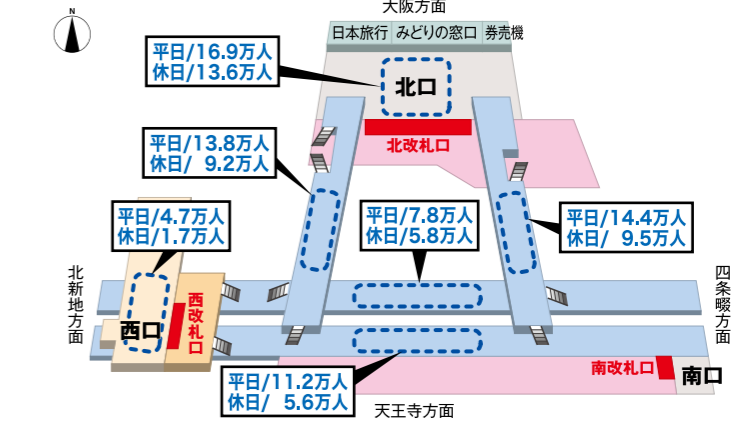 大阪方面
N
日本旅行 みどりの窓口 券売機
平日/16.9万人
休日/13.6万人
北口
北改札口
平日/13.8万人
休日/ 9.2万人
平日/4.7万人
休日/1.7万人
平日/7.8万人
休日/5.8万人
平日/14.4万人
休日/ 9.5万人
北新地方面
四条畷方面
西改札口
西口
南改札口
南口
平日/11.2万人
休日/ 5.6万人
天王寺方面